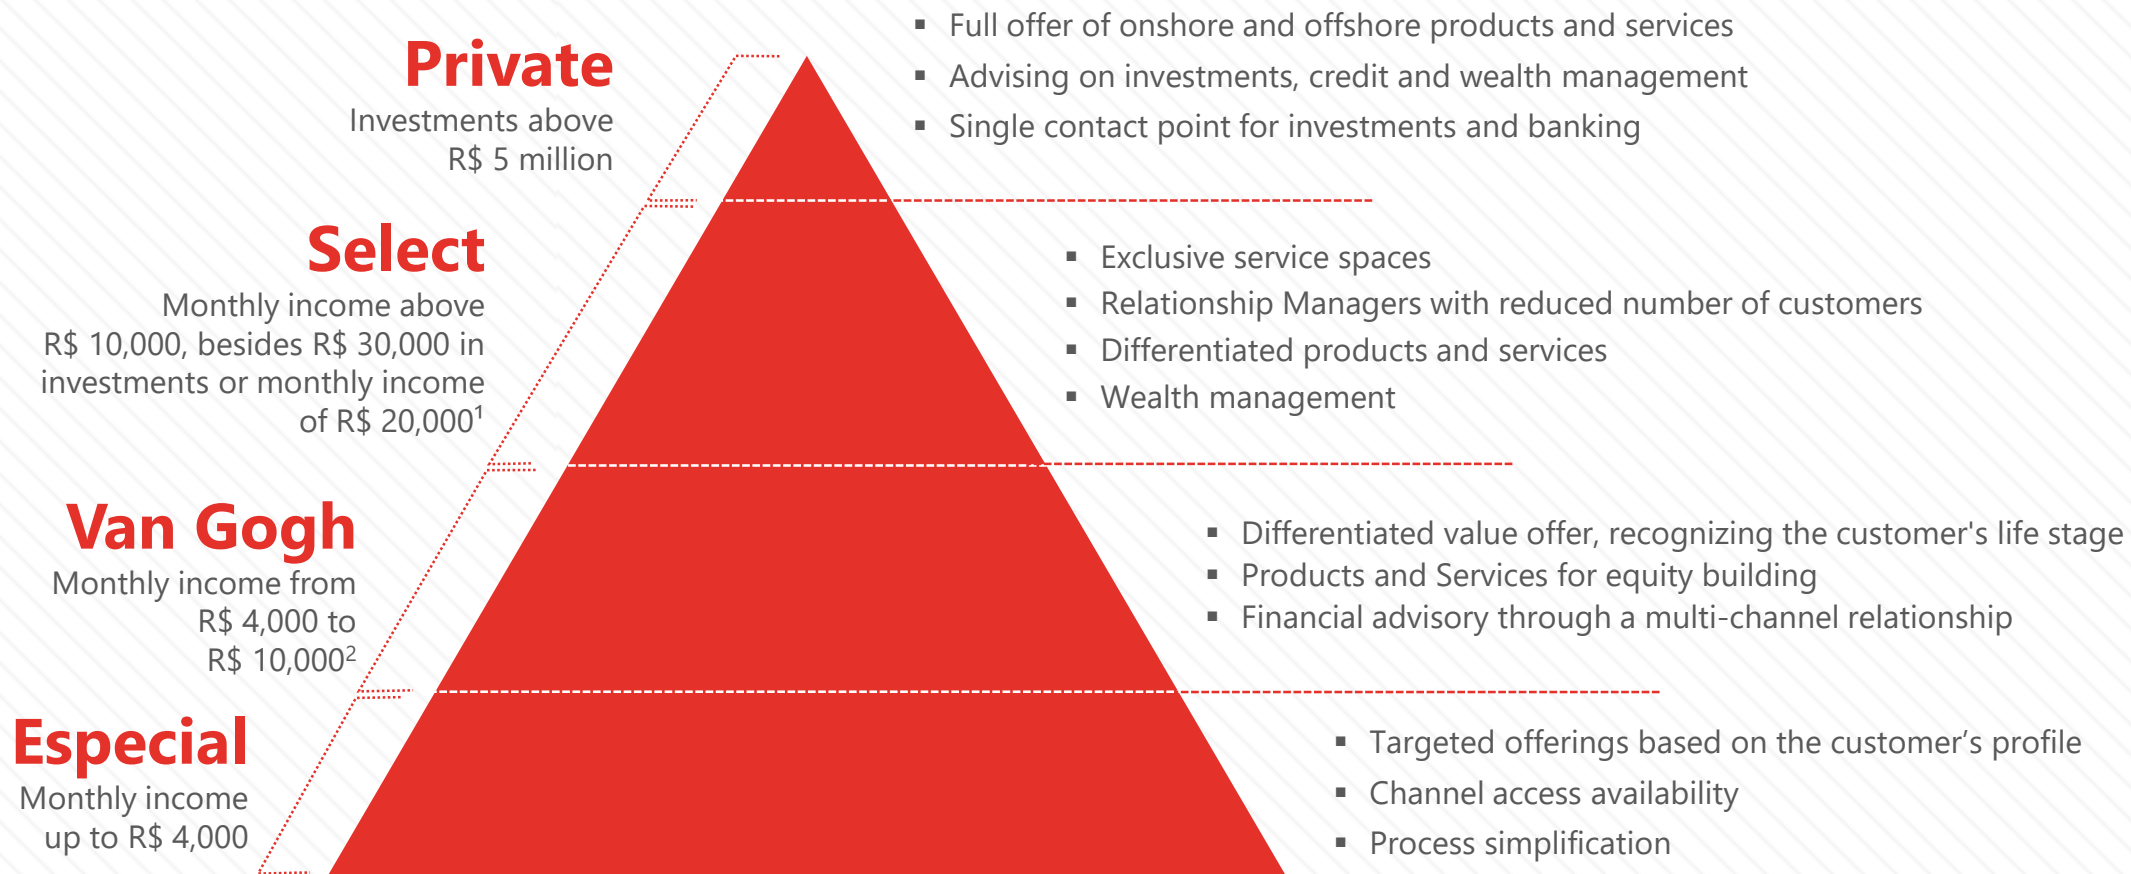 Private
Investments above
R$ 5 million
▪ Full offer of onshore and offshore products and services
▪ Advising on investments, credit and wealth management
▪ Single contact point for investments and banking
Select
Monthly income above
R$ 10,000, besides R$ 30,000 in
investments or monthly income
of R$ 20,000¹
▪ Exclusive service spaces
▪ Relationship Managers with reduced number of customers
▪ Differentiated products and services
▪ Wealth management
Van Gogh
Monthly income from
R$ 4,000 to
R$ 10,000²
▪ Differentiated value offer, recognizing the customer's life stage
▪ Products and Services for equity building
▪ Financial advisory through a multi-channel relationship
Especial
Monthly income
up to R$ 4,000
▪ Targeted offerings based on the customer’s profile
▪ Channel access availability
▪ Process simplification